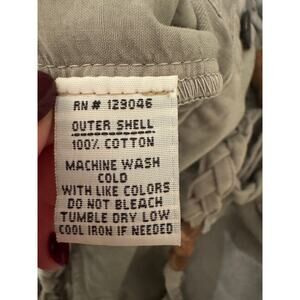 RN # 129046
OUTER SHELL
100% COTTON
MACHINE WASH
COLD
WITH LIKE COLORS
DO NOT BLEACH
TUMBLE DRY LOW
COOL IRON IF NEEDED